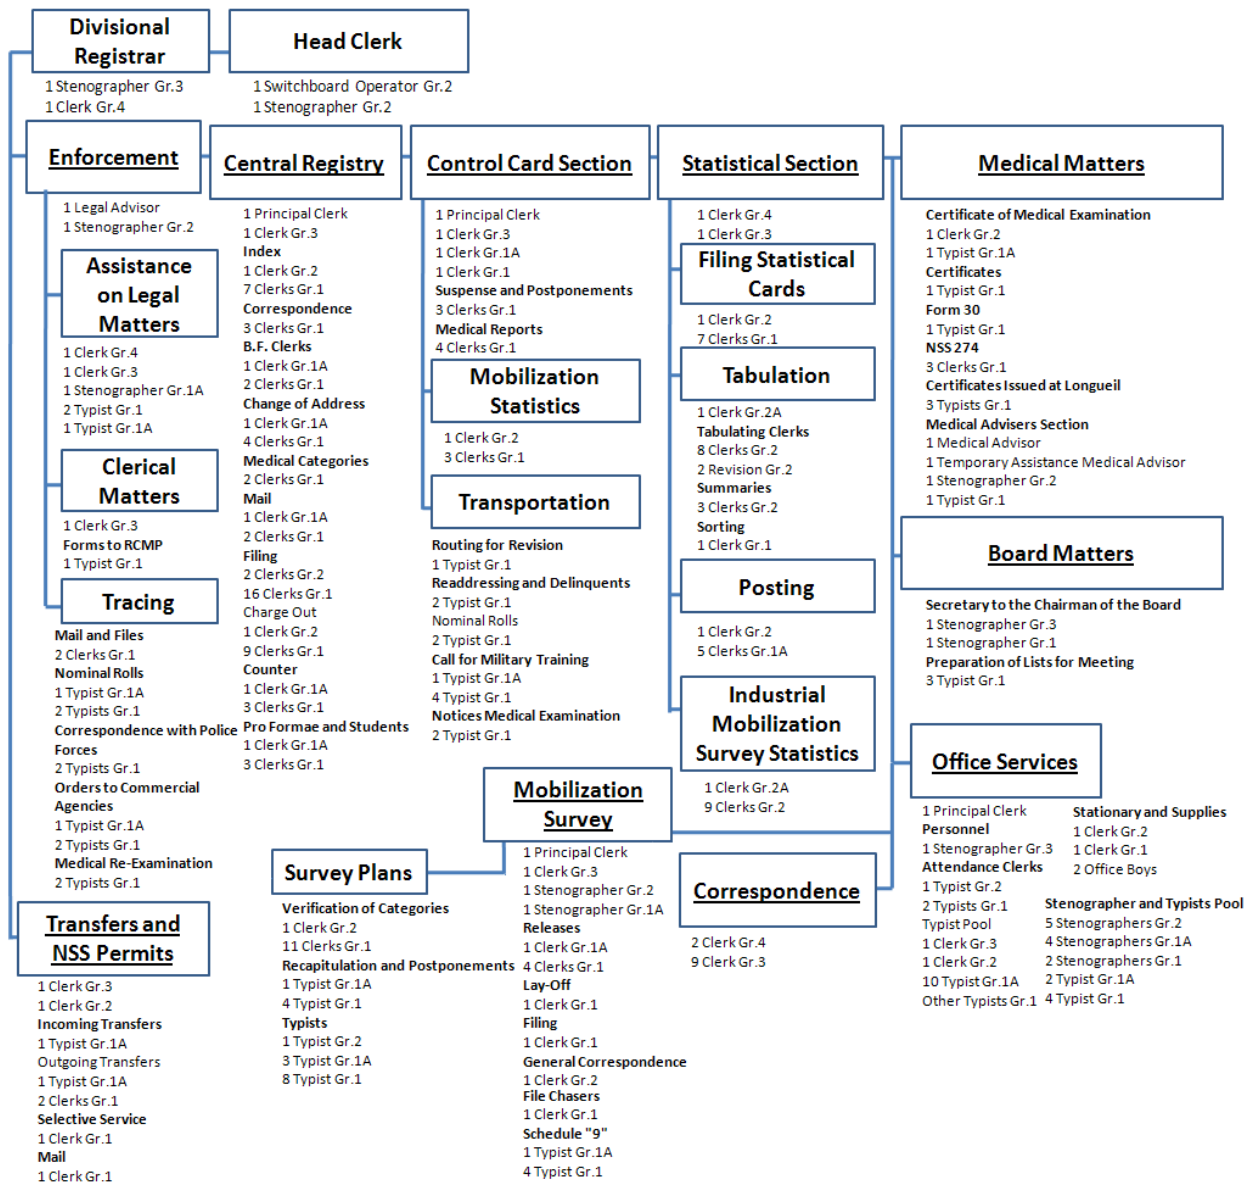 Divisional
Registrar
1 Stenographer Gr.3
1 Clerk Gr.4
Head Clerk
1 Switchboard Operator Gr.2
1 Stenographer Gr.2
Enforcement
1 Legal Advisor
1 Stenographer Gr.2
Assistance
on Legal
Matters
1 Clerk Gr.4
1 Clerk Gr.3
1 Stenographer Gr.1A
2 Typist Gr.1
1 Typist Gr.1A
Clerical
Matters
1 Clerk Gr.3
Forms to RCMP
1 Typist Gr.1
Tracing
Mail and Files
2 Clerks Gr.1
Nominal Rolls
1 Typist Gr.1A
2 Typists Gr.1
Correspondence with Police
Forces
2 Typists Gr.1
Orders to Commercial
Agencies
1 Typist Gr.1A
2 Typists Gr.1
Medical Re-Examination
2 Typists Gr.1
Transfers and
NSS Permits
1 Clerk Gr.3
1 Clerk Gr.2
Incoming Transfers
1 Typist Gr.1A
Outgoing Transfers
1 Typist Gr.1A
2 Clerks Gr.1
Selective Service
1 Clerk Gr.1
Mail
1 Clerk Gr.1
Central Registry
1 Principal Clerk
1 Clerk Gr.3
Index
1 Clerk Gr.2
7 Clerks Gr.1
Correspondence
3 Clerks Gr.1
B.F. Clerks
1 Clerk Gr.1A
2 Clerks Gr.1
Change of Address
1 Clerk Gr.1A
4 Clerks Gr.1
Medical Categories
2 Clerks Gr.1
Mail
1 Clerk Gr.1A
2 Clerks Gr.1
Filing
2 Clerks Gr.2
16 Clerks Gr.1
Charge Out
1 Clerk Gr.2
9 Clerks Gr.1
Counter
1 Clerk Gr.1A
3 Clerks Gr.1
Pro Formae and Students
1 Clerk Gr.1A
3 Clerks Gr.1
Control Card Section
1 Principal Clerk
1 Clerk Gr.3
1 Clerk Gr.1A
1 Clerk Gr.1
Suspense and Postponements
3 Clerks Gr.1
Medical Reports
4 Clerks Gr.1
Mobilization
Statistics
1 Clerk Gr.2
3 Clerks Gr.1
Transportation
Routing for Revision
1 Typist Gr.1
Readdressing and Delinquents
2 Typist Gr.1
Nominal Rolls
2 Typist Gr.1
Call for Military Training
1 Typist Gr.1A
4 Typist Gr.1
Notices Medical Examination
2 Typist Gr.1
Statistical Section
1 Clerk Gr.4
1 Clerk Gr.3
Filing Statistical
Cards
1 Clerk Gr.2
7 Clerks Gr.1
Tabulation
1 Clerk Gr.2A
Tabulating Clerks
8 Clerks Gr.2
2 Revision Gr.2
Summaries
3 Clerks Gr.2
Sorting
1 Clerk Gr.1
Posting
1 Clerk Gr.2
5 Clerks Gr.1A
Industrial
Mobilization
Survey Statistics
1 Clerk Gr.2A
9 Clerks Gr.2
Medical Matters
Certificate of Medical Examination
1 Clerk Gr.2
1 Typist Gr.1A
Certificates
1 Typist Gr.1
Form 30
1 Typist Gr.1
NSS 274
3 Clerks Gr.1
Certificates Issued at Longueil
3 Typists Gr.1
Medical Advisers Section
1 Medical Advisor
1 Temporary Assistance Medical Advisor
1 Stenographer Gr.2
1 Typist Gr.1
Board Matters
Secretary to the Chairman of the Board
1 Stenographer Gr.3
1 Stenographer Gr.1
Preparation of Lists for Meeting
3 Typist Gr.1
Office Services
1 Principal Clerk
Personnel
1 Stenographer Gr.3
Attendance Clerks
1 Typist Gr.2
2 Typists Gr.1
Typist Pool
1 Clerk Gr.3
1 Clerk Gr.2
10 Typist Gr.1A
Other Typists Gr.1
Stationary and Supplies
1 Clerk Gr.2
1 Clerk Gr.1
2 Office Boys
Stenographer and Typists Pool
5 Stenographers Gr.2
4 Stenographers Gr.1A
2 Stenographers Gr.1
2 Typist Gr.1A
4 Typist Gr.1
Correspondence
2 Clerk Gr.4
9 Clerk Gr.3
Mobilization
Survey
1 Principal Clerk
1 Clerk Gr.3
1 Stenographer Gr.2
1 Stenographer Gr.1A
Releases
1 Clerk Gr.1A
4 Clerks Gr.1
Lay-Off
1 Clerk Gr.1
Filing
1 Clerk Gr.1
General Correspondence
1 Clerk Gr.2
File Chasers
1 Clerk Gr.1
Schedule "9"
1 Typist Gr.1A
4 Typist Gr.1
Survey Plans
Verification of Categories
1 Clerk Gr.2
11 Clerks Gr.1
Recapitulation and Postponements
1 Typist Gr.1A
4 Typist Gr.1
Typists
1 Typist Gr.2
3 Typist Gr.1A
8 Typist Gr.1